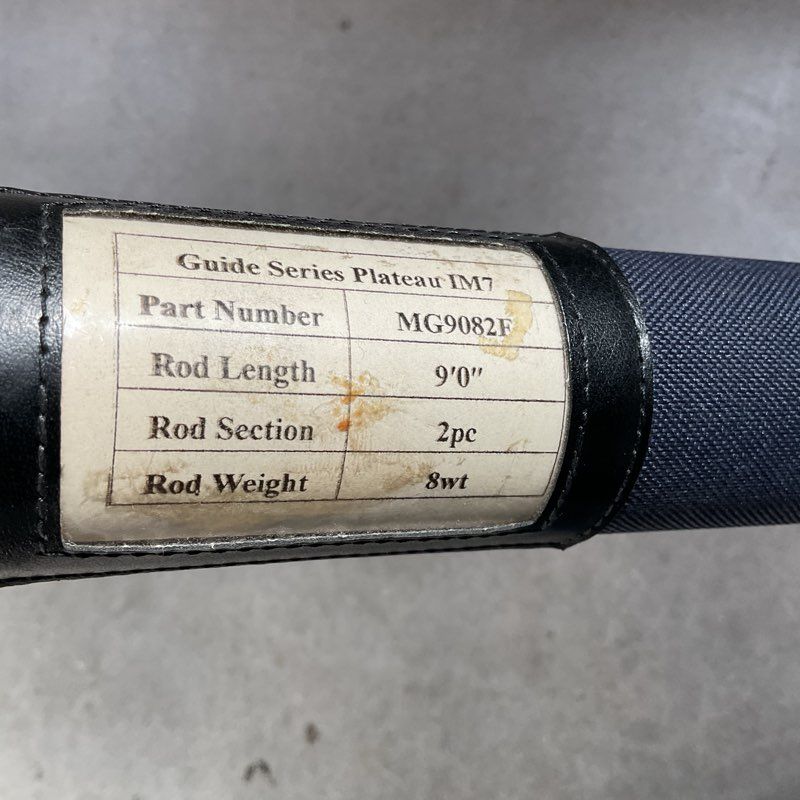 Guide Series Plateau IM7
Part Number MG9082F
Rod Length 9'0"
Rod Section 2pc
Rod Weight 8wt